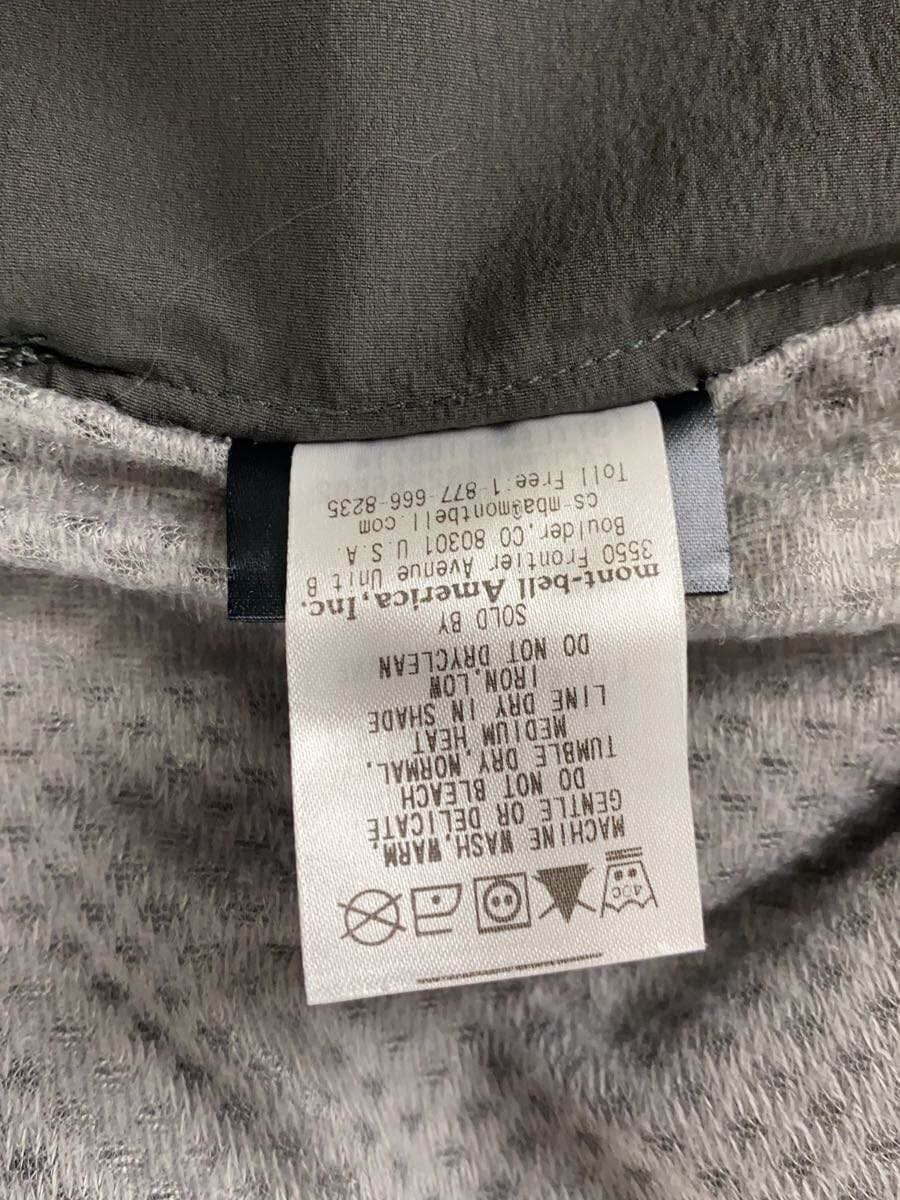 40C
MACHINE WASH,WARM,
GENTLE OR DELICATE
DO NOT BLEACH
TUMBLE DRY,NORMAL,
MEDIUM HEAT
LINE DRY IN SHADE
IRON,LOW
DO NOT DRYCLEAN
SOLD BY
mont-bell America,Inc.
3550 Frontier Avenue Unit B
Boulder,CO 80301 U.S.A.
cs-mba@montbell.com
Toll Free:1-877-666-8235